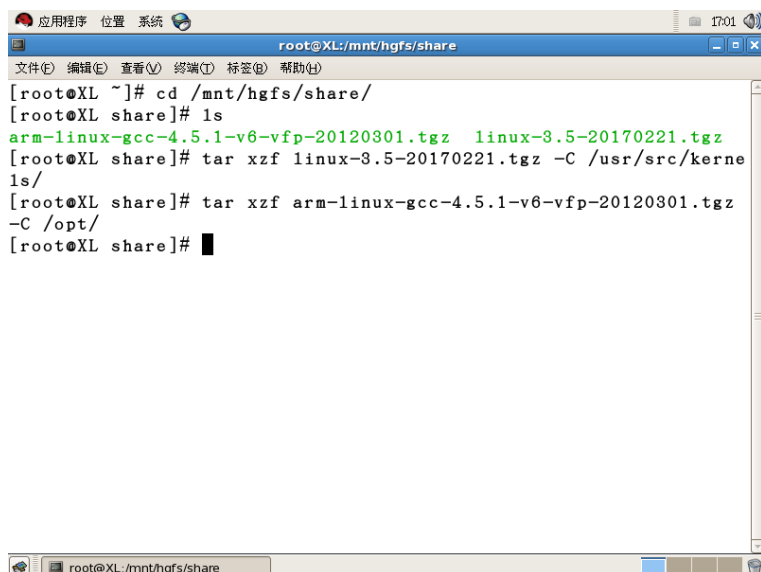 应用程序 位置 系统 17:01
root@XL:/mnt/hgfs/share
文件(F) 编辑(E) 查看(V) 终端(T) 标签(B) 帮助(H)
[root@XL ~]# cd /mnt/hgfs/share/
[root@XL share]# ls
arm-linux-gcc-4.5.1-v6-vfp-20120301.tgz linux-3.5-20170221.tgz
[root@XL share]# tar xzf linux-3.5-20170221.tgz -C /usr/src/kerne
ls/
[root@XL share]# tar xzf arm-linux-gcc-4.5.1-v6-vfp-20120301.tgz
-C /opt/
[root@XL share]#
root@XL:/mnt/hgfs/share